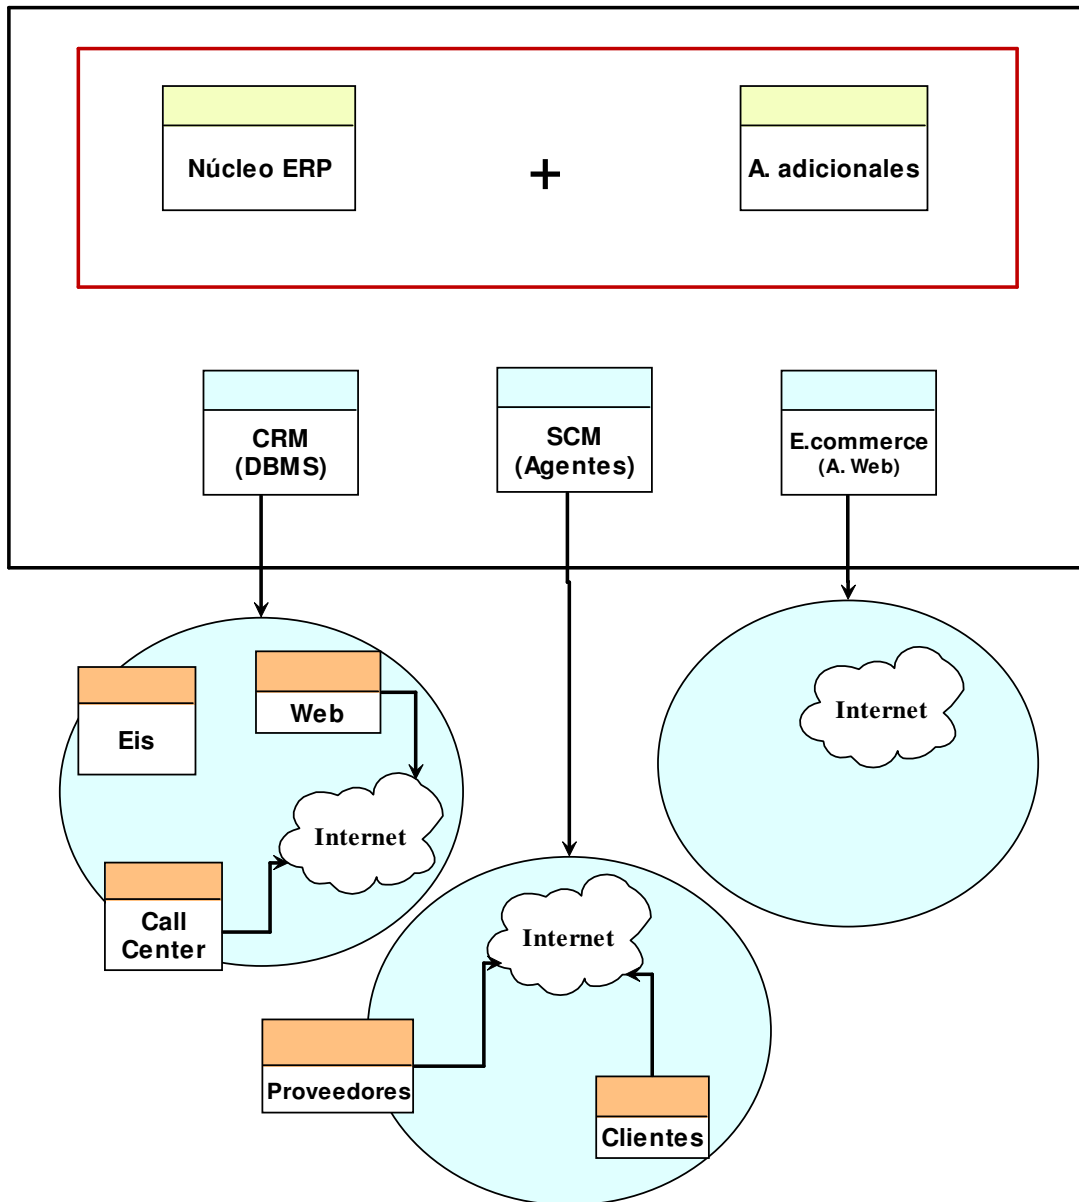 Núcleo ERP
+
A. adicionales
CRM
(DBMS)
SCM
(Agentes)
E.commerce
(A. Web)
Eis
Web
Internet
Call
Center
Internet
Internet
Proveedores
Clientes